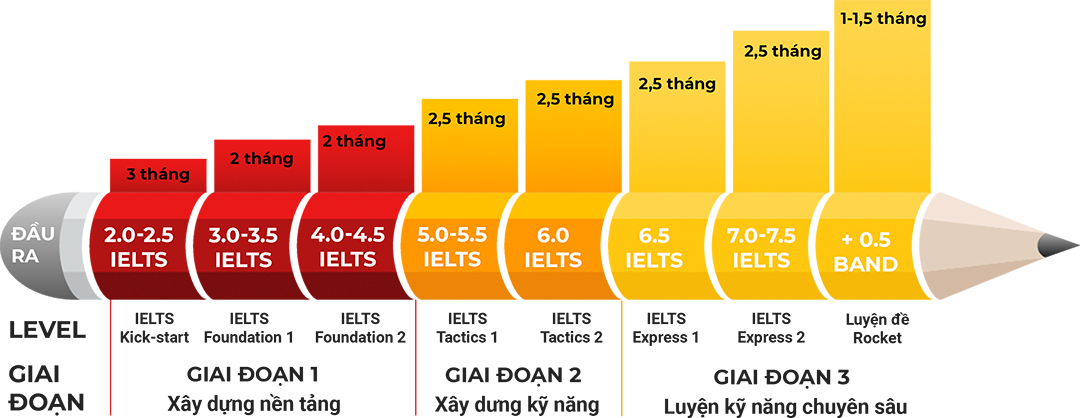 3 tháng
2 tháng
2 tháng
2,5 tháng
2,5 tháng
2,5 tháng
2,5 tháng
1-1,5 tháng
ĐẦU
RA
2.0-2.5
IELTS
3.0-3.5
IELTS
4.0-4.5
IELTS
5.0-5.5
IELTS
6.0
IELTS
6.5
IELTS
7.0-7.5
IELTS
+ 0.5
BAND
LEVEL
IELTS
Kick-start
IELTS
Foundation 1
IELTS
Foundation 2
IELTS
Tactics 1
IELTS
Tactics 2
IELTS
Express 1
IELTS
Express 2
Luyện đề
Rocket
GIAI
ĐOẠN
GIAI ĐOẠN 1
Xây dựng nền tảng
GIAI ĐOẠN 2
Xây dưng kỹ năng
GIAI ĐOẠN 3
Luyện kỹ năng chuyên sâu